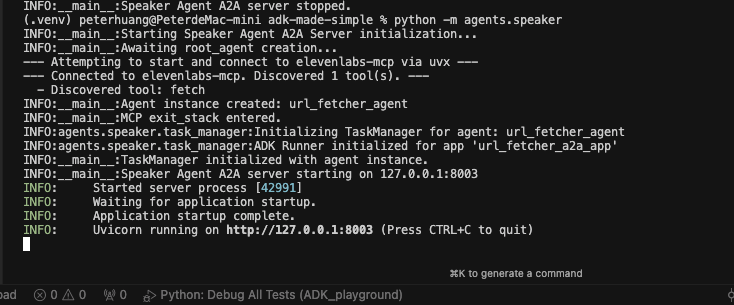 INFO:__main__:Speaker Agent A2A server stopped.
(.venv) peterhuang@PeterdeMac-mini adk-made-simple % python -m agents.speaker
INFO:__main__:Starting Speaker Agent A2A Server initialization...
INFO:__main__:Awaiting root_agent creation...
--- Attempting to start and connect to elevenlabs-mcp via uvx ---
--- Connected to elevenlabs-mcp. Discovered 1 tool(s). ---
  - Discovered tool: fetch
INFO:__main__:Agent instance created: url_fetcher_agent
INFO:__main__:MCP exit_stack entered.
INFO:agents.speaker.task_manager:Initializing TaskManager for agent: url_fetcher_agent
INFO:agents.speaker.task_manager:ADK Runner initialized for app 'url_fetcher_a2a_app'
INFO:__main__:TaskManager initialized with agent instance.
INFO:__main__:Speaker Agent A2A server starting on 127.0.0.1:8003
INFO:     Started server process [42991]
INFO:     Waiting for application startup.
INFO:     Application startup complete.
INFO:     Uvicorn running on http://127.0.0.1:8003 (Press CTRL+C to quit)
⌘K to generate a command
0 0 0 Python: Debug All Tests (ADK_playground)